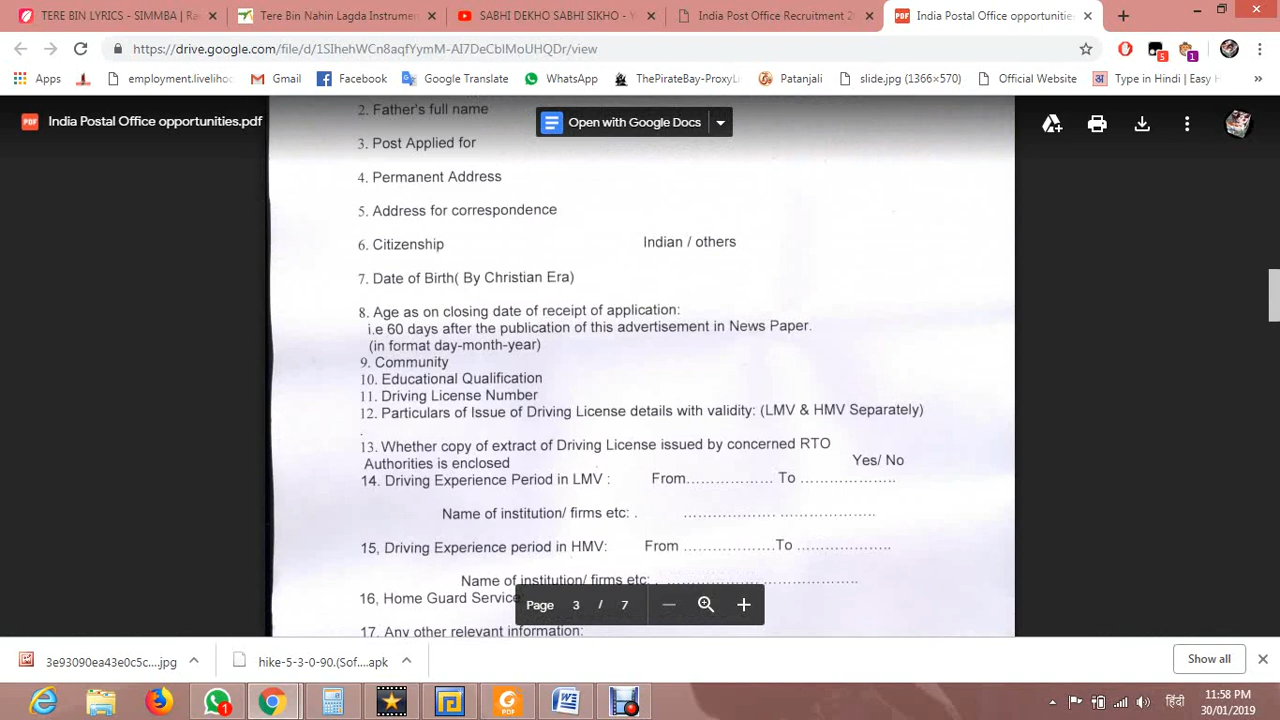 TERE BIN LYRICS - SIMMBA | Ra
Tere Bin Nahin Lagda Instrumen
SABHI DEKHO SABHI SIKHO - Y
India Post Office Recruitment 2
India Postal Office opportunitie
https://drive.google.com/file/d/1SIhehWCn8aqfYymM-AI7DeCbIMoUHQDr/view
5
1
Apps
employment.liveliho
Gmail
Facebook
Google Translate
WhatsApp
ThePirateBay-ProxyLi
Patanjali
slide.jpg (1366×570)
Official Website
अ
Type in Hindi | Easy H
»
PDF
India Postal Office opportunities.pdf
Open with Google Docs
2. Father's full name
3. Post Applied for
4. Permanent Address
5. Address for correspondence
6. Citizenship Indian / others
7. Date of Birth( By Christian Era)
8. Age as on closing date of receipt of application:
i.e 60 days after the publication of this advertisement in News Paper.
(in format day-month-year)
9. Community
10. Educational Qualification
11. Driving License Number
12. Particulars of Issue of Driving License details with validity: (LMV & HMV Separately)
.
13. Whether copy of extract of Driving License issued by concerned RTO
Authorities is enclosed Yes/ No
14. Driving Experience Period in LMV : From……………… To ………………..
Name of institution/ firms etc: . ………………. ………………..
15, Driving Experience period in HMV: From ……………….To ………………..
Name of institution/ firms etc: . ………………. ………………..
16, Home Guard Service
17. Any other relevant information:
Page 3 / 7
3e93090ea43e0c5c....jpg
hike-5-3-0-90.(Sof....apk
Show all
1
PDF
हिंदी
11:58 PM
30/01/2019